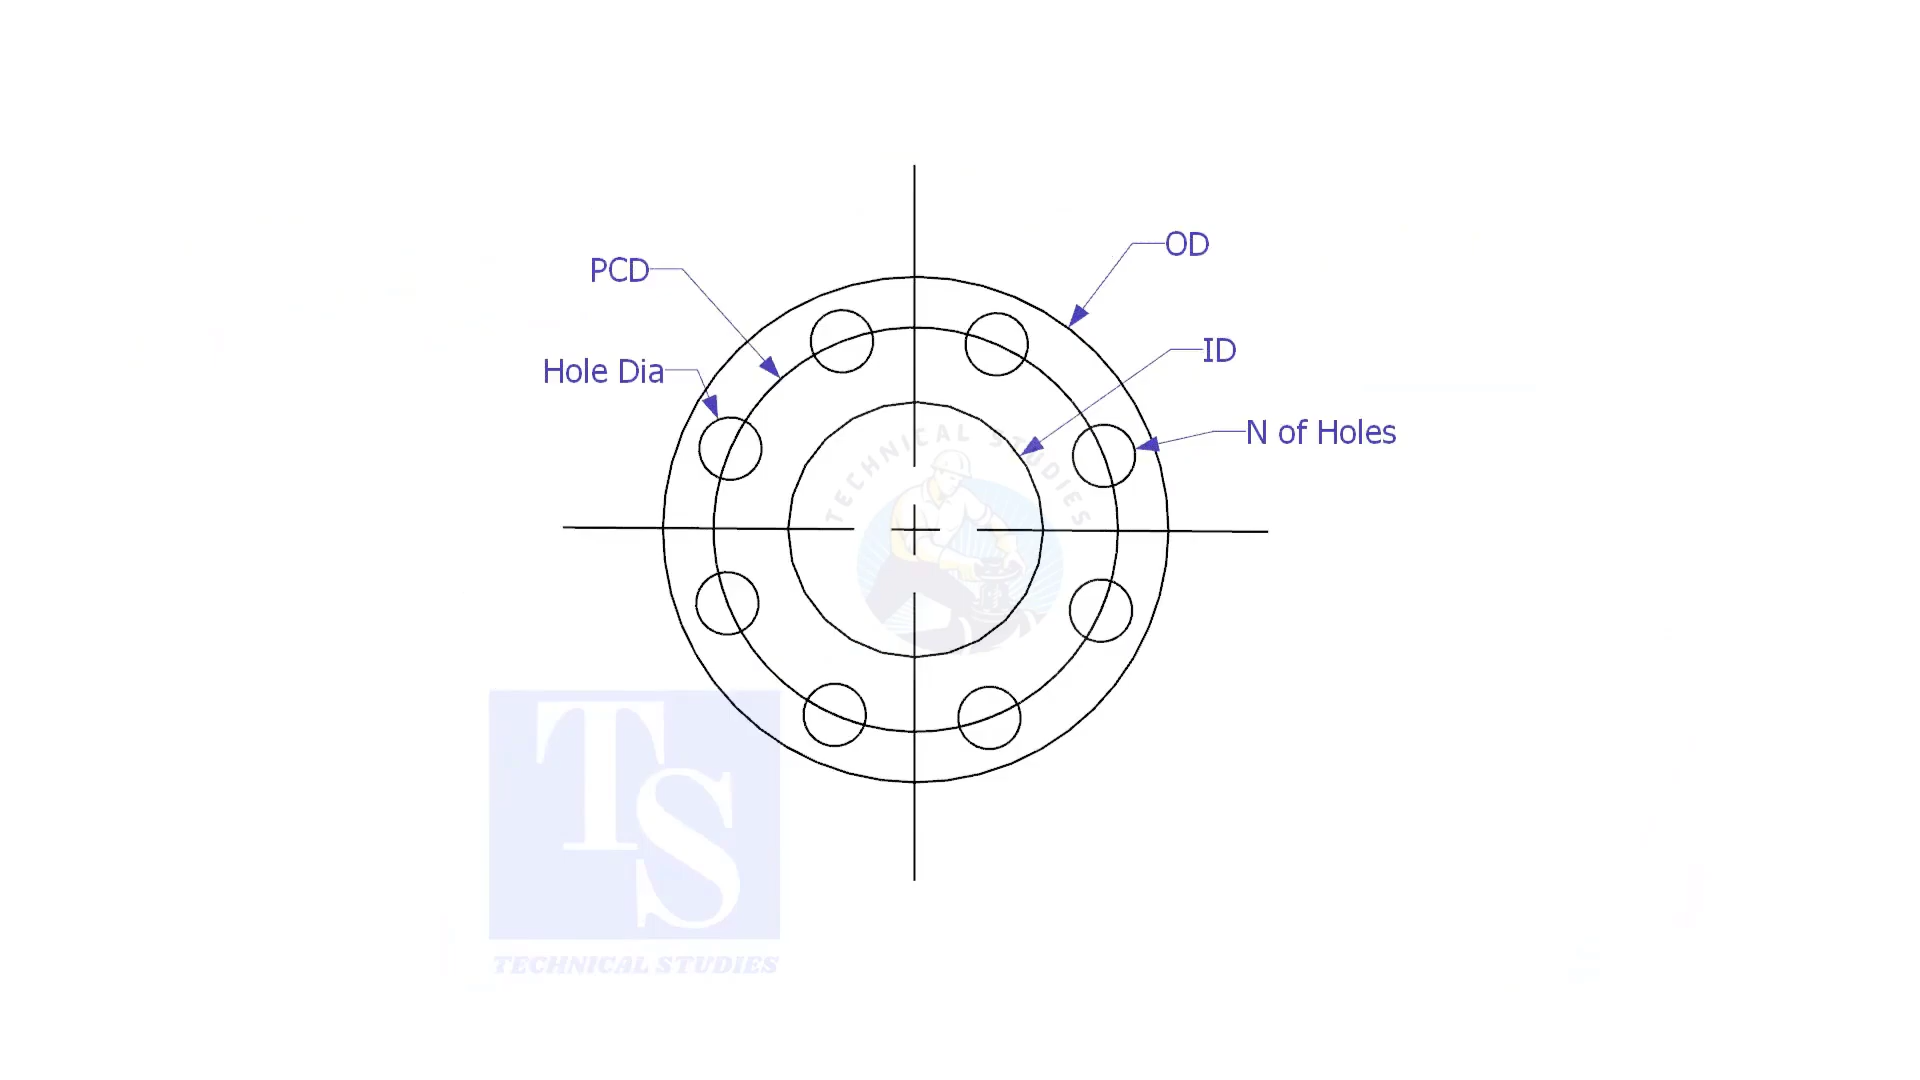 OD
PCD
ID
Hole Dia
N of Holes
TECHNICAL STUDIES
TS
TECHNICAL STUDIES